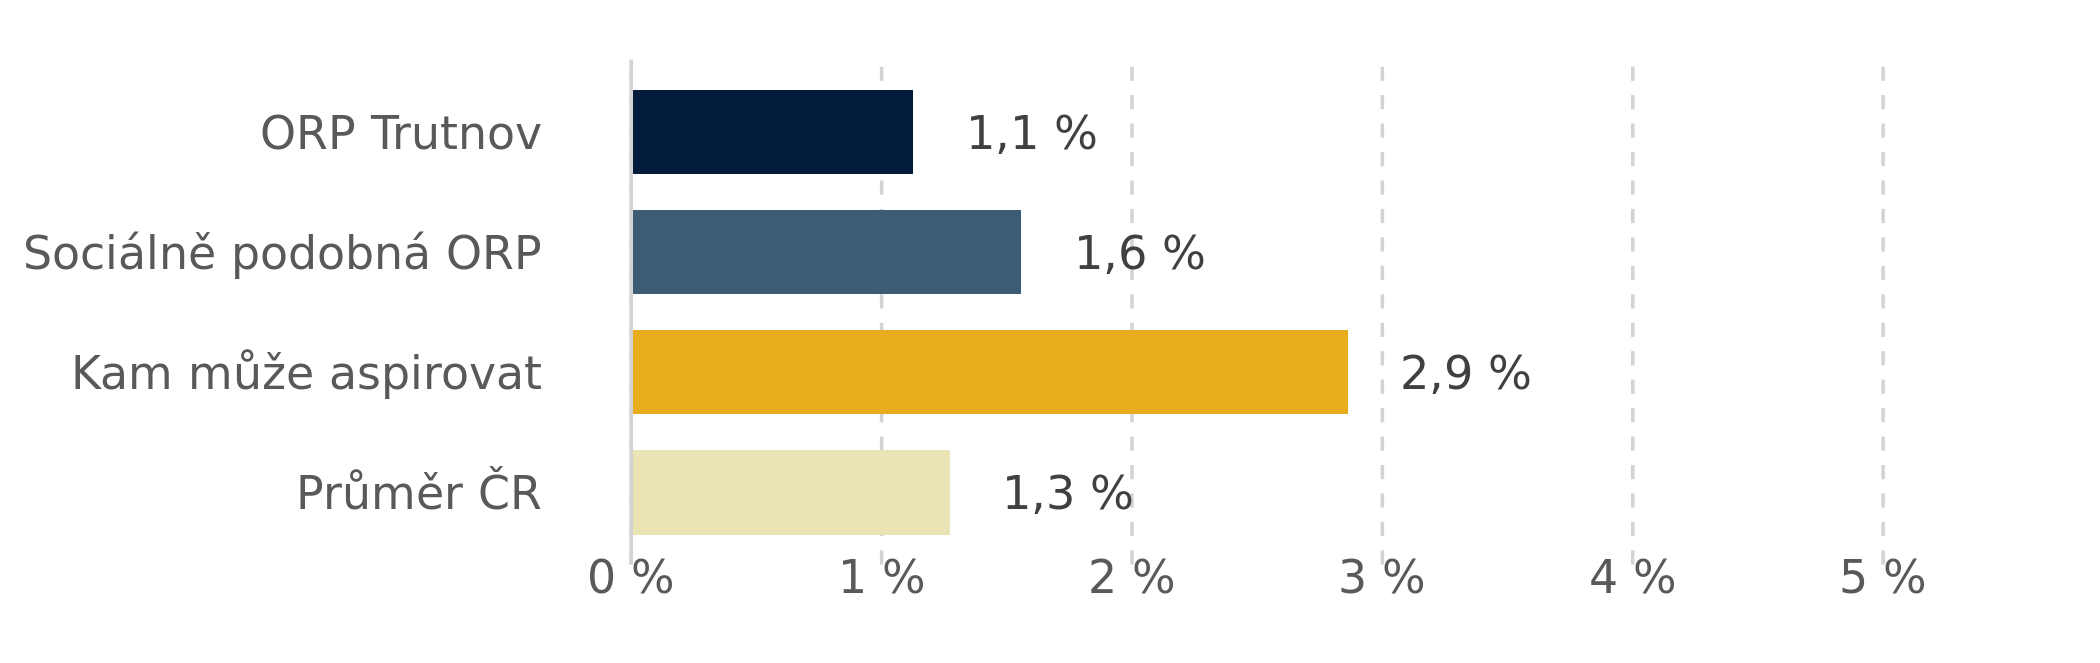 ORP Trutnov 1,1 %
Sociálně podobná ORP 1,6 %
Kam může aspirovat 2,9 %
Průměr ČR 1,3 %
0 % 1 % 2 % 3 % 4 % 5 %